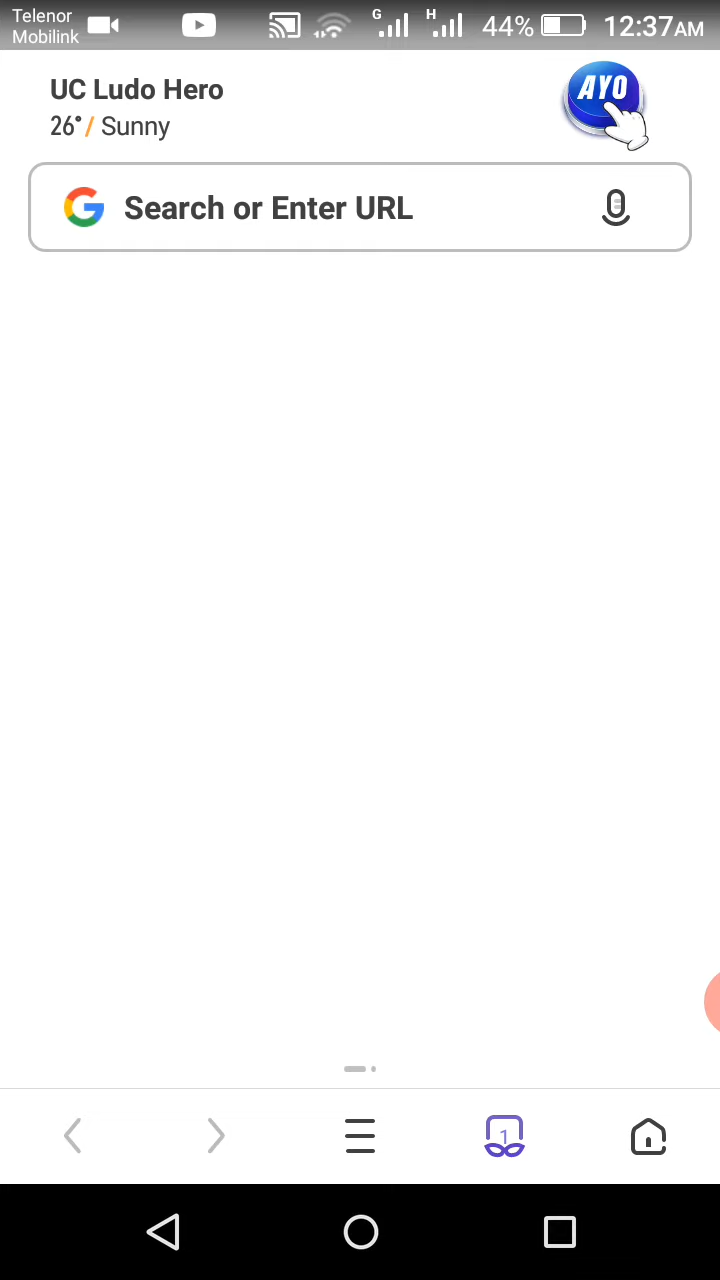 Telenor
Mobilink
G
H
44%
12:37AM
UC Ludo Hero
26°/ Sunny
AYO
Search or Enter URL
1